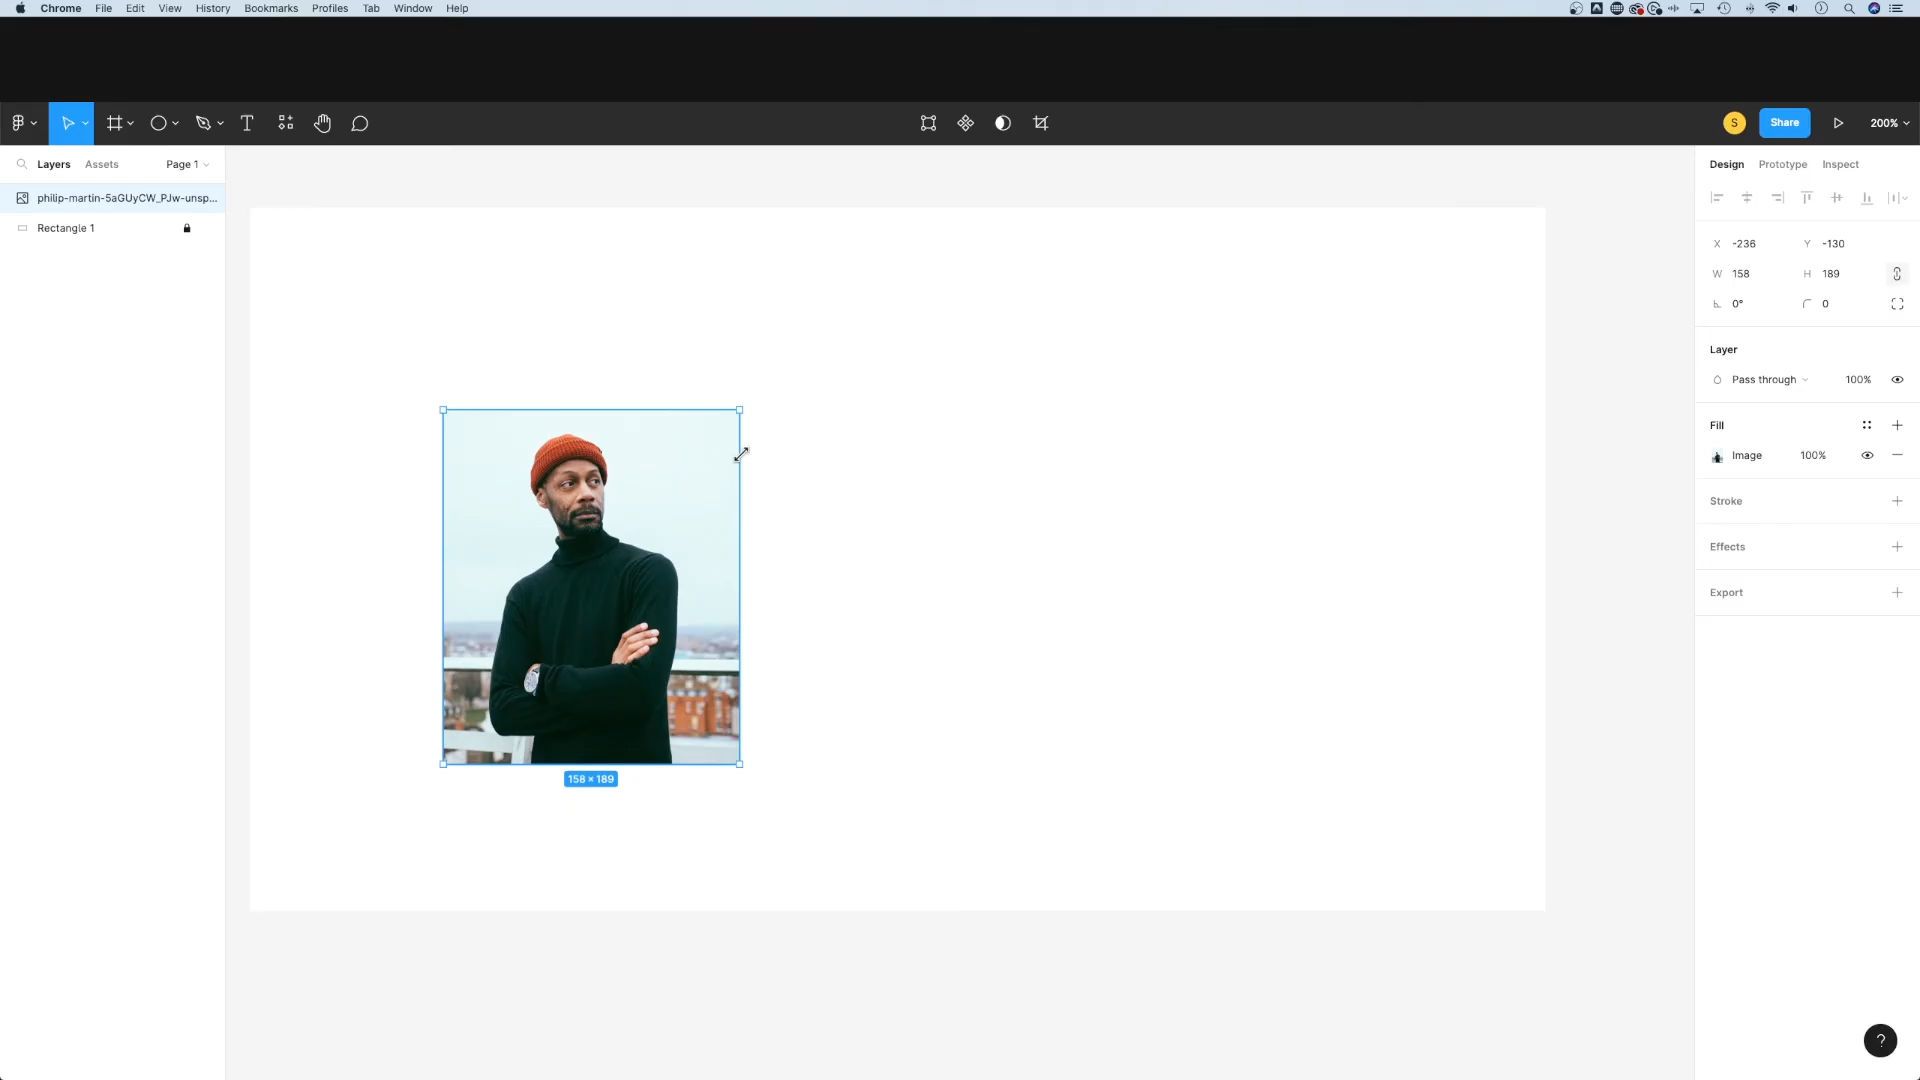 Chrome File Edit View History Bookmarks Profiles Tab Window Help
S Share 200%
Layers Assets Page 1
Design Prototype Inspect
philip-martin-5aGUyCW_PJw-unsp...
Rectangle 1
X -236 Y -130
W 158 H 189
0° 0
Layer
Pass through 100%
Fill
Image 100%
Stroke
Effects
Export
158 × 189
?